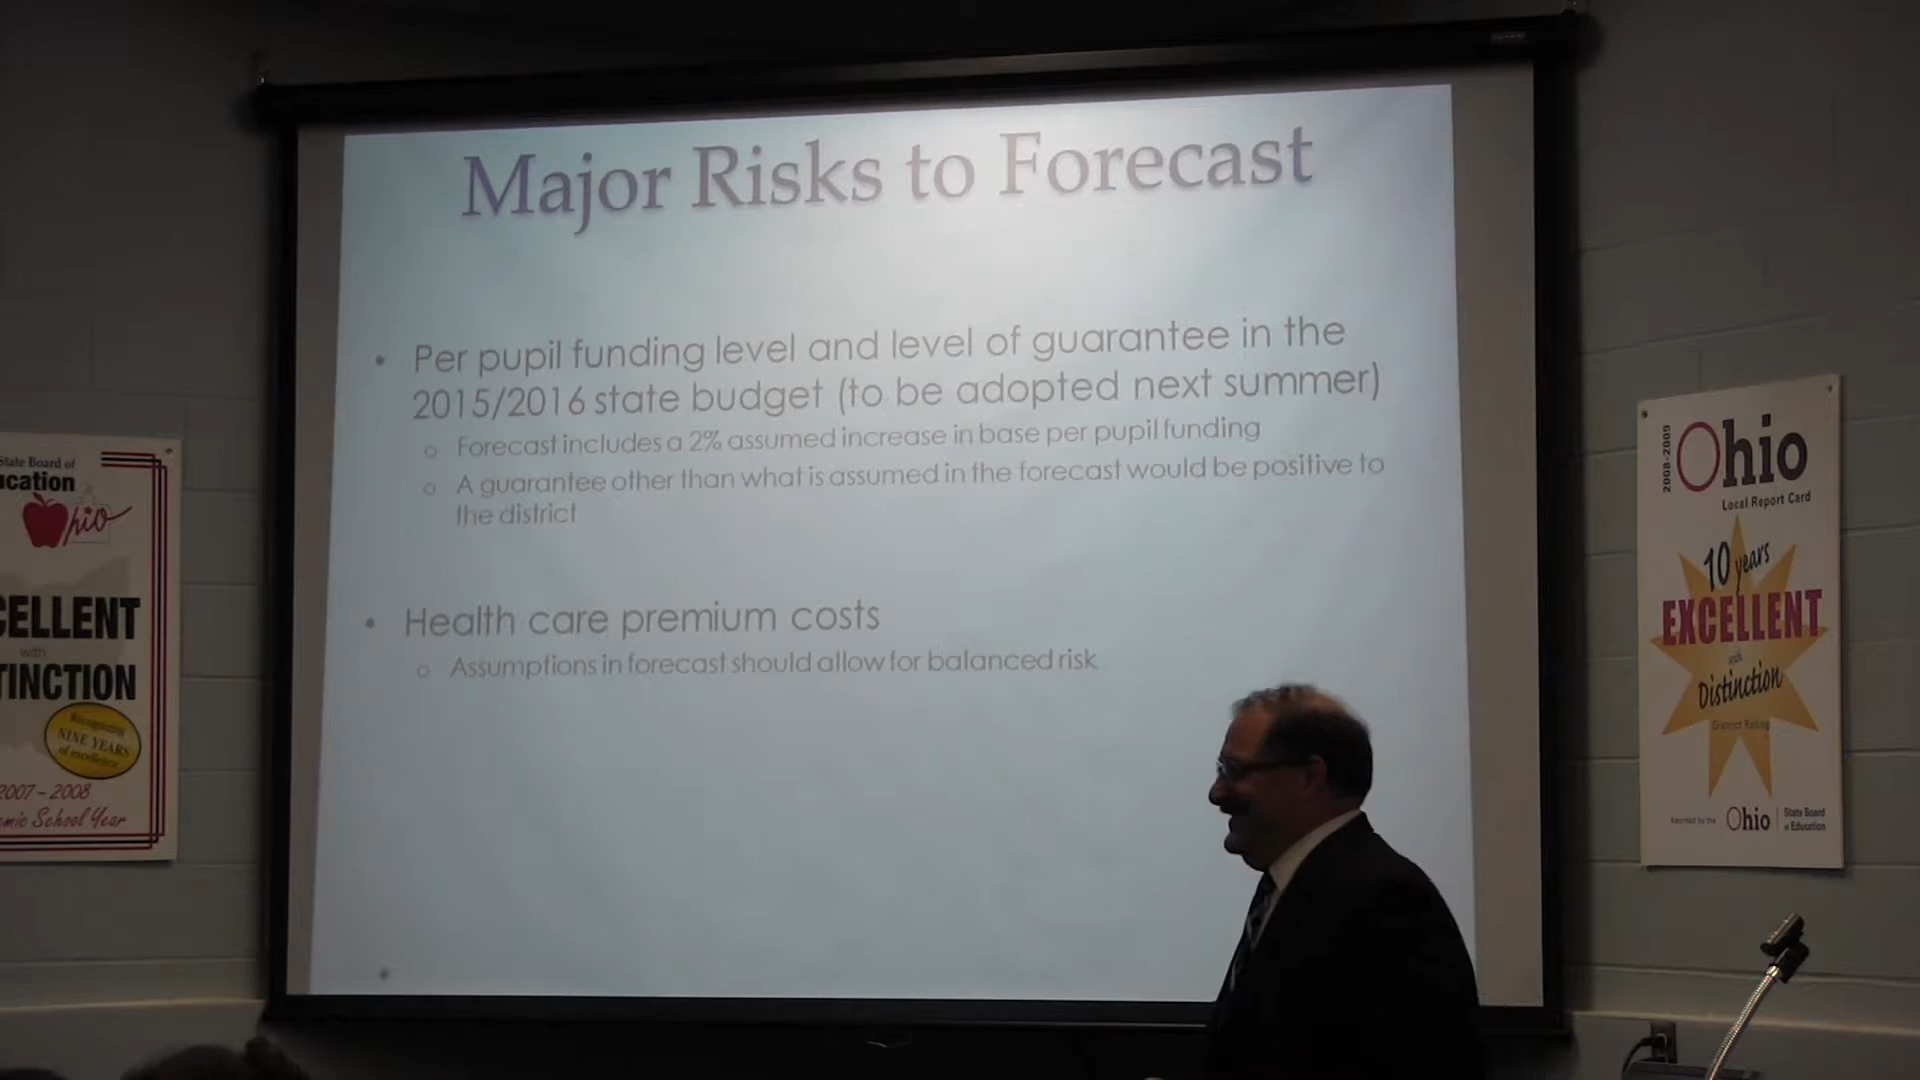 Major Risks to Forecast
• Per pupil funding level and level of guarantee in the
2015/2016 state budget (to be adopted next summer)
o Forecast includes a 2% assumed increase in base per pupil funding
o A guarantee other than what is assumed in the forecast would be positive to
the district
• Health care premium costs
o Assumptions in forecast should allow for balanced risk
State Board of
ucation
Ohio
CELLENT
with
TINCTION
Recognizing
NINE YEARS
of excellence
2007-2008
emic School Year
2008-2009
Ohio
Local Report Card
10 years
EXCELLENT
with
Distinction
District Rating
by the
Ohio
State Board
of Education